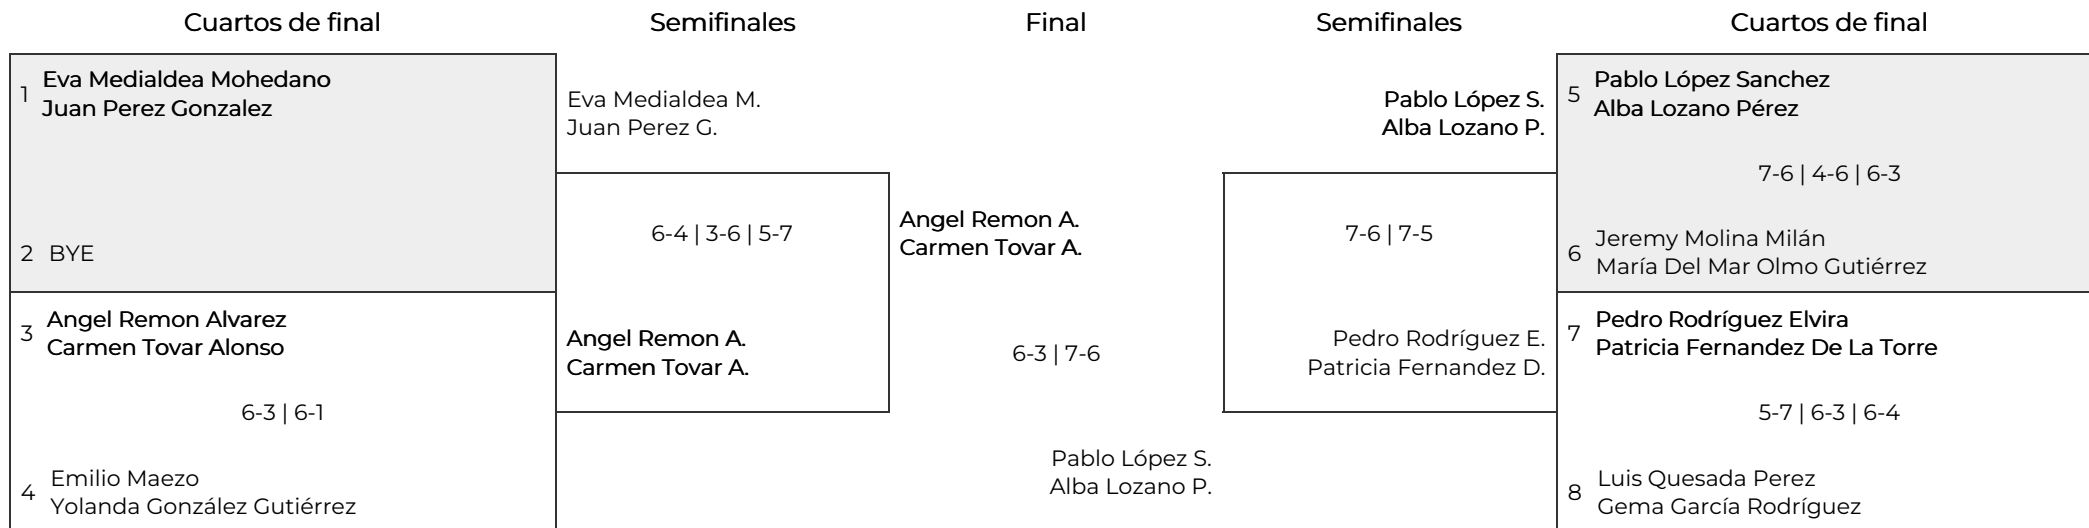 Cuartos de final
Semifinales
Final
Semifinales
Cuartos de final
1
Eva Medialdea Mohedano
Juan Perez Gonzalez
2 BYE
3
Angel Remon Alvarez
Carmen Tovar Alonso
6-3 | 6-1
4
Emilio Maezo
Yolanda González Gutiérrez
Eva Medialdea M.
Juan Perez G.
6-4 | 3-6 | 5-7
Angel Remon A.
Carmen Tovar A.
Angel Remon A.
Carmen Tovar A.
6-3 | 7-6
Pablo López S.
Alba Lozano P.
Pablo López S.
Alba Lozano P.
7-6 | 7-5
Pedro Rodríguez E.
Patricia Fernandez D.
5
Pablo López Sanchez
Alba Lozano Pérez
7-6 | 4-6 | 6-3
6
Jeremy Molina Milán
María Del Mar Olmo Gutiérrez
7
Pedro Rodríguez Elvira
Patricia Fernandez De La Torre
5-7 | 6-3 | 6-4
8
Luis Quesada Perez
Gema García Rodríguez